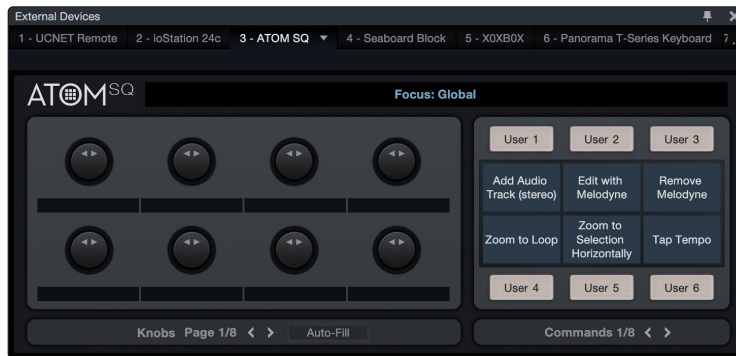 External Devices
1 - UCNET Remote 2 - ioStation 24c 3 - ATOM SQ 4 - Seaboard Block 5 - X0XB0X 6 - Panorama T-Series Keyboard 7
ATOM SQ
Focus: Global
User 1 User 2 User 3
Add Audio
Track (stereo)
Edit with
Melodyne
Remove
Melodyne
Zoom to Loop
Zoom to
Selection
Horizontally
Tap Tempo
User 4 User 5 User 6
Knobs Page 1/8 Auto-Fill
Commands 1/8